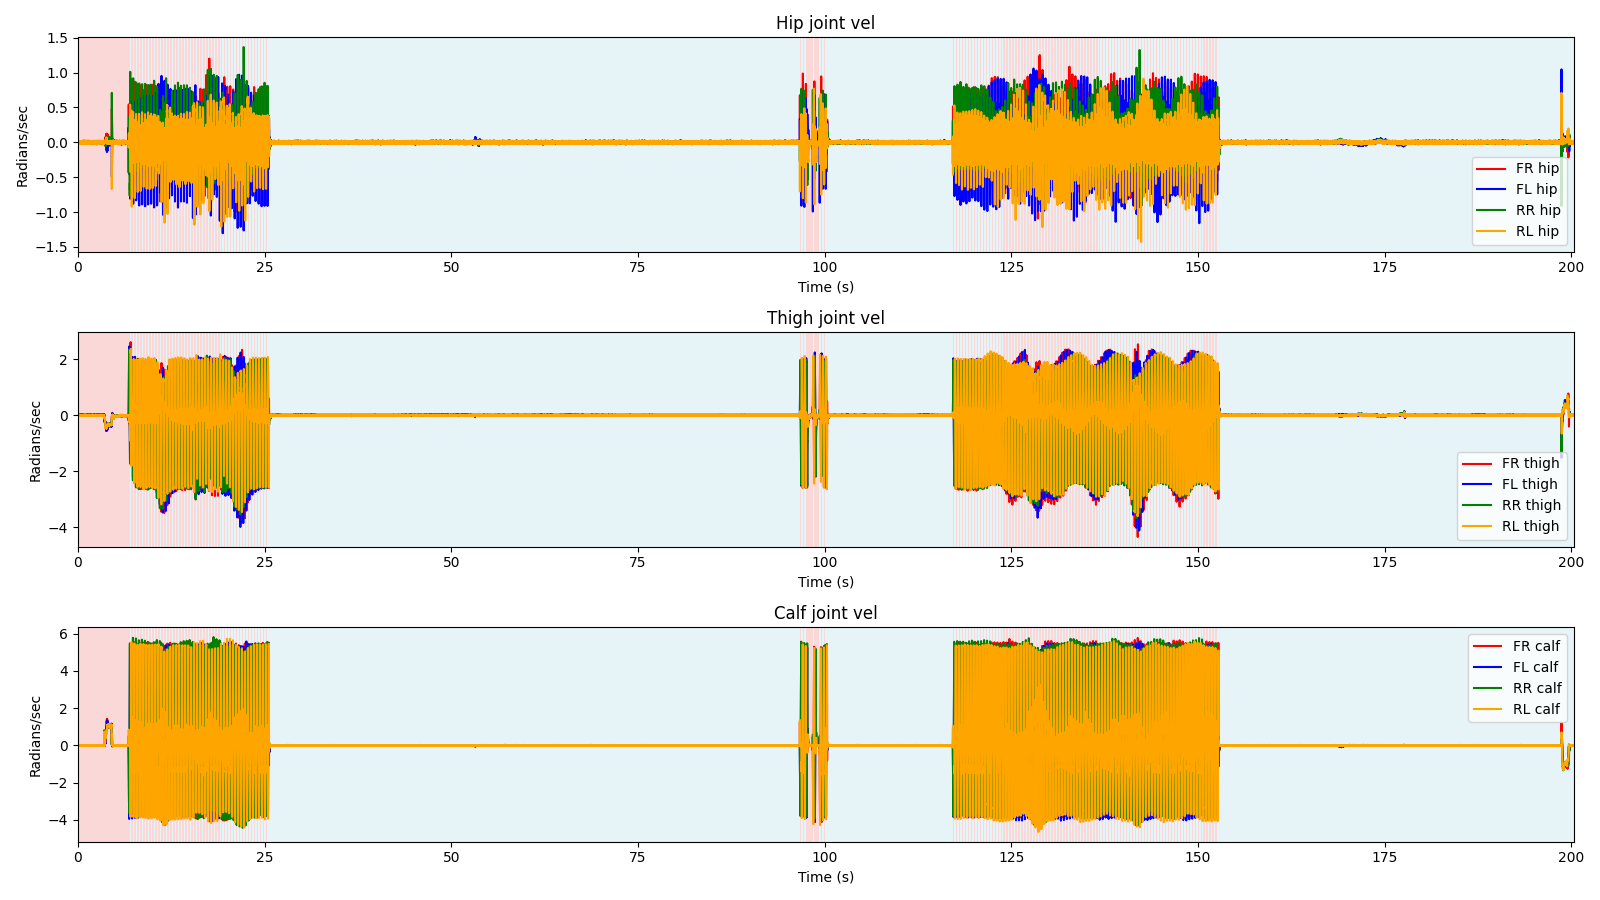 Hip joint vel
1.5
1.0
0.5
0.0
−0.5
−1.0
−1.5
Radians/sec
FR hip
FL hip
RR hip
RL hip
0 25 50 75 100 125 150 175 200
Time (s)
Thigh joint vel
2
0
−2
−4
Radians/sec
FR thigh
FL thigh
RR thigh
RL thigh
0 25 50 75 100 125 150 175 200
Time (s)
Calf joint vel
6
4
2
0
−2
−4
Radians/sec
FR calf
FL calf
RR calf
RL calf
0 25 50 75 100 125 150 175 200
Time (s)